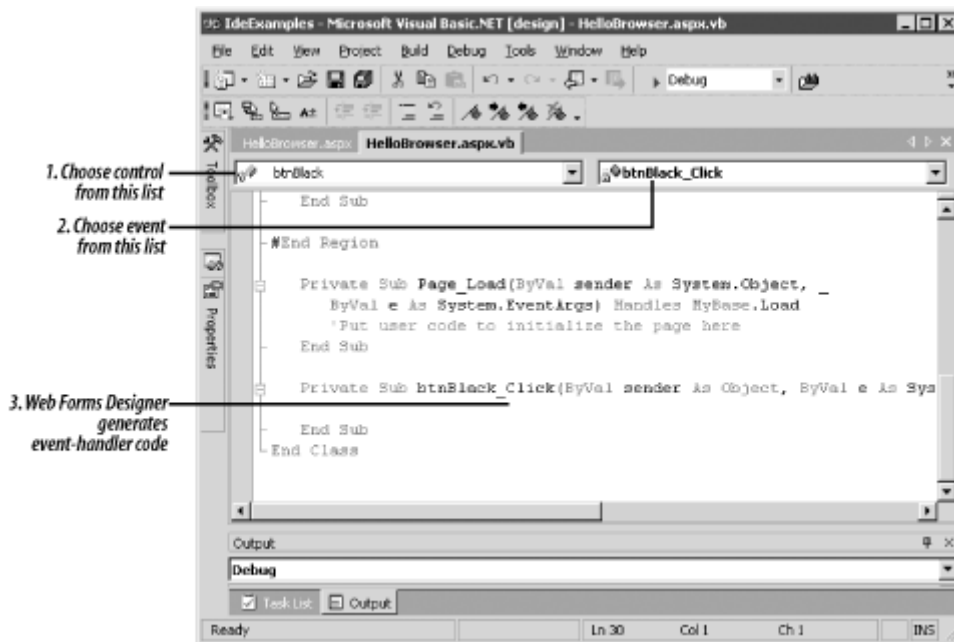 IdeExamples - Microsoft Visual Basic.NET [design] - HelloBrowser.aspx.vb
File Edit View Project Build Debug Tools Window Help
Debug
HelloBrowser.aspx HelloBrowser.aspx.vb
Toolbox
Properties
1. Choose control
from this list
btnBlack
btnBlack_Click
2. Choose event
from this list
End Sub
#End Region
Private Sub Page_Load(ByVal sender As System.Object, _
ByVal e As System.EventArgs) Handles MyBase.Load
'Put user code to initialize the page here
End Sub
3. Web Forms Designer
generates
event-handler code
Private Sub btnBlack_Click(ByVal sender As Object, ByVal e As Sys
End Sub
End Class
Output
Debug
Task List Output
Ready Ln 30 Col 1 Ch 1 INS